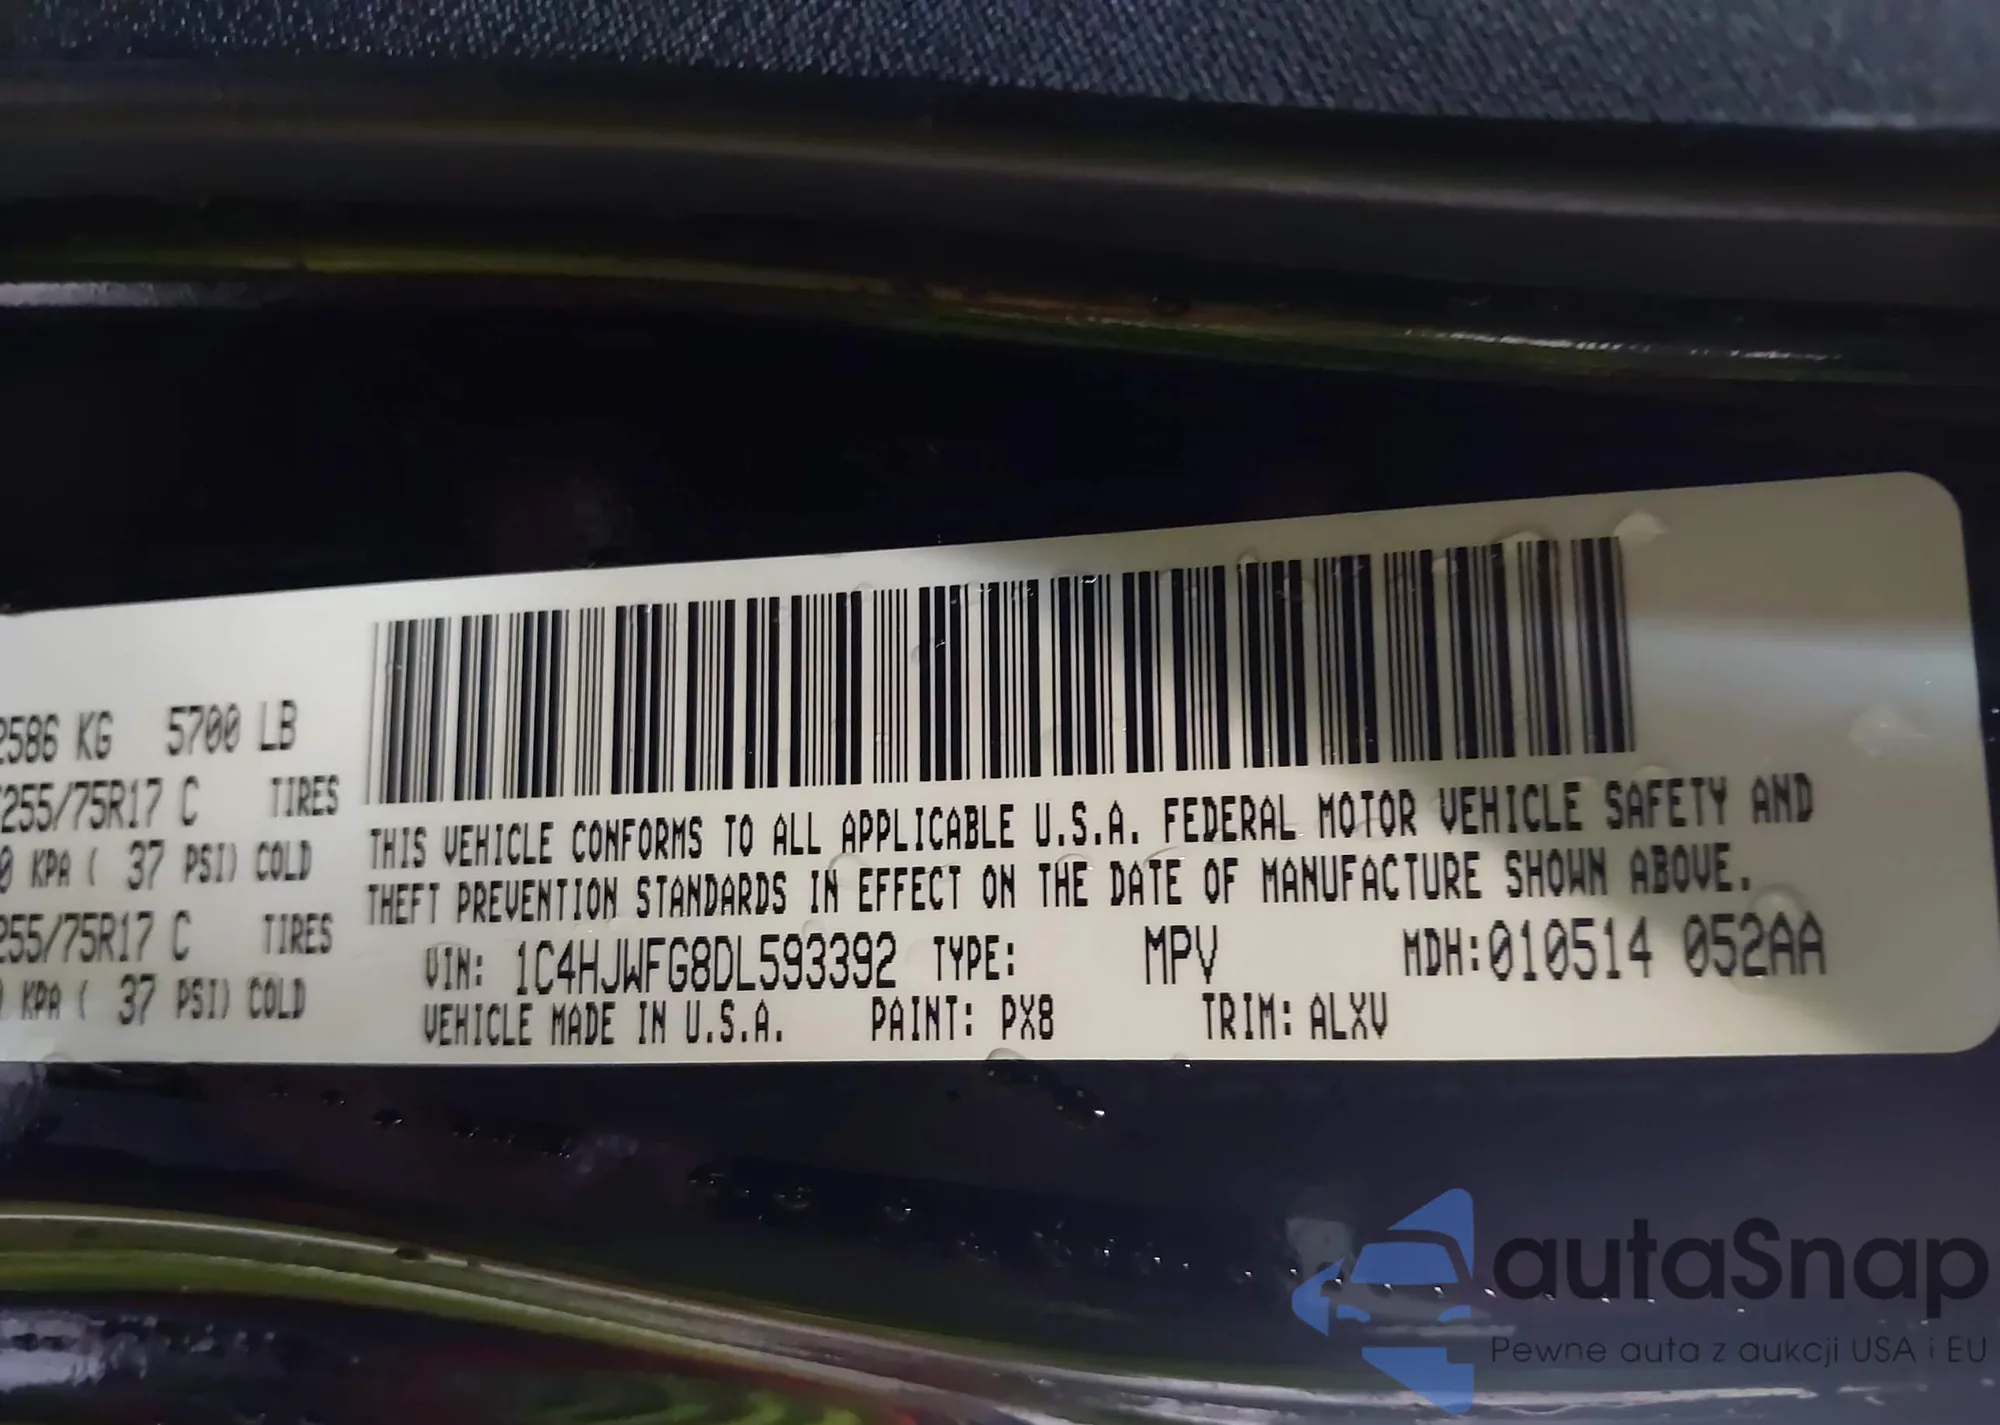 2586 KG 5700 LB
255/75R17 C TIRES
0 KPA ( 37 PSI) COLD
255/75R17 C TIRES
KPA ( 37 PSI) COLD
THIS VEHICLE CONFORMS TO ALL APPLICABLE U.S.A. FEDERAL MOTOR VEHICLE SAFETY AND
THEFT PREVENTION STANDARDS IN EFFECT ON THE DATE OF MANUFACTURE SHOWN ABOVE.
VIN: 1C4HJWFG8DL593392 TYPE: MPV MDH:010514 052AA
VEHICLE MADE IN U.S.A. PAINT: PX8 TRIM: ALXV
autaSnap
Pewne auta z aukcji USA i EU